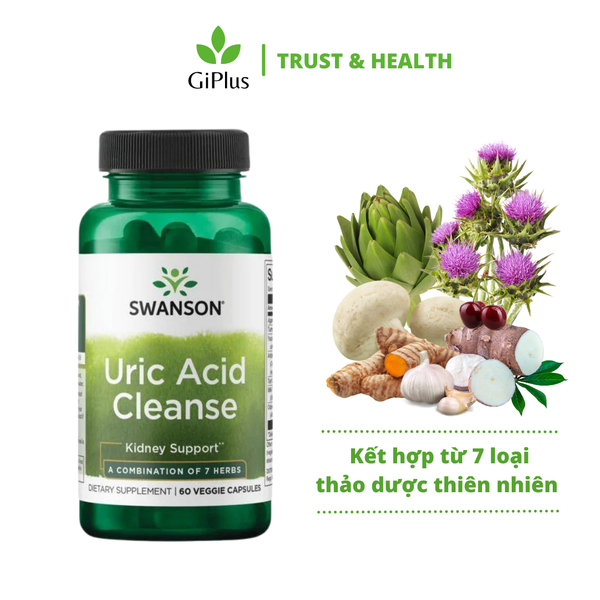 GiPlus
TRUST & HEALTH
SWANSON®
Uric Acid
Cleanse
Kidney Support**
A COMBINATION OF 7 HERBS
DIETARY SUPPLEMENT | 60 VEGGIE CAPSULES
Kết hợp từ 7 loại
thảo dược thiên nhiên